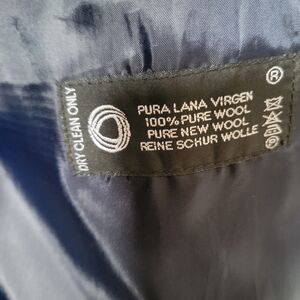 DRY CLEAN ONLY
PURA LANA VIRGEN
100% PURE WOOL
PURE NEW WOOL
REINE SCHUR WOLLE
®